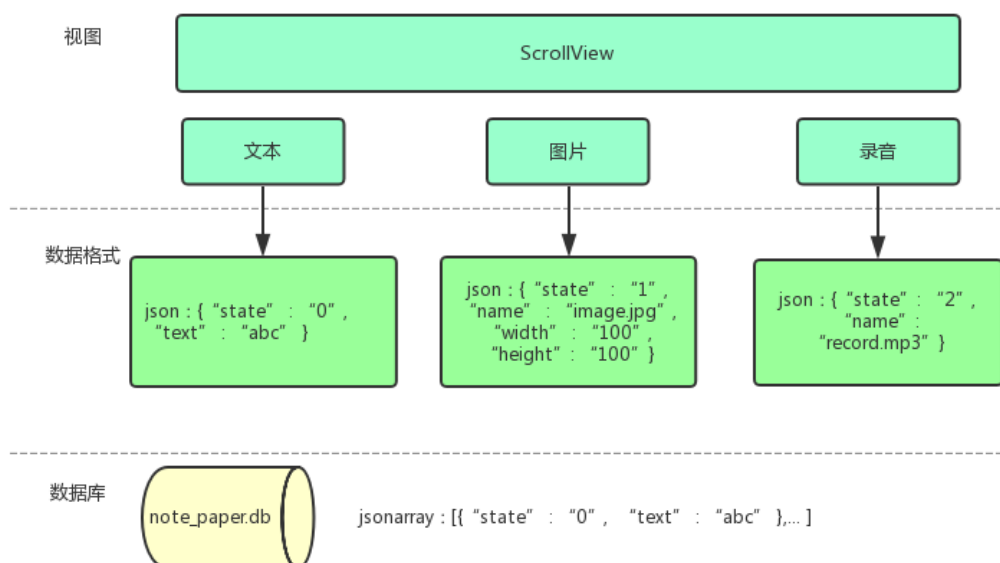 视图
ScrollView
文本
图片
录音
数据格式
json：{ “state” ： “0” ,
“text” ： “abc” }
json：{ “state” ： “1” ,
“name” ： “image.jpg” ,
“width” ： “100” ,
“height” ： “100” }
json：{ “state” ： “2” ,
“name” ：
“record.mp3” }
数据库
note_paper.db
jsonarray：[{ “state” ： “0” , “text” ： “abc” },... ]